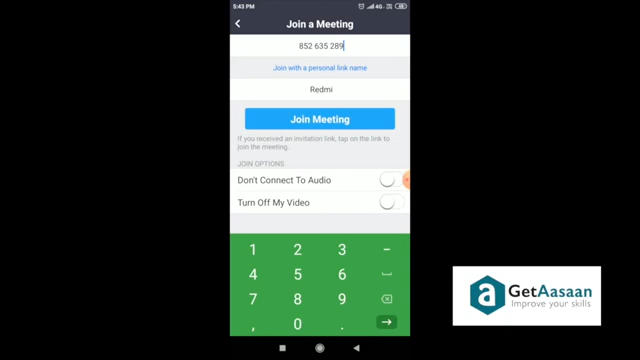 5:43 PM
4G
Join a Meeting
852 635 289
Join with a personal link name
Redmi
Join Meeting
If you received an invitation link, tap on the link to
join the meeting.
JOIN OPTIONS
Don't Connect To Audio
Turn Off My Video
1 2 3 -
4 5 6
7 8 9
, 0 .
a GetAasaan
Improve your skills